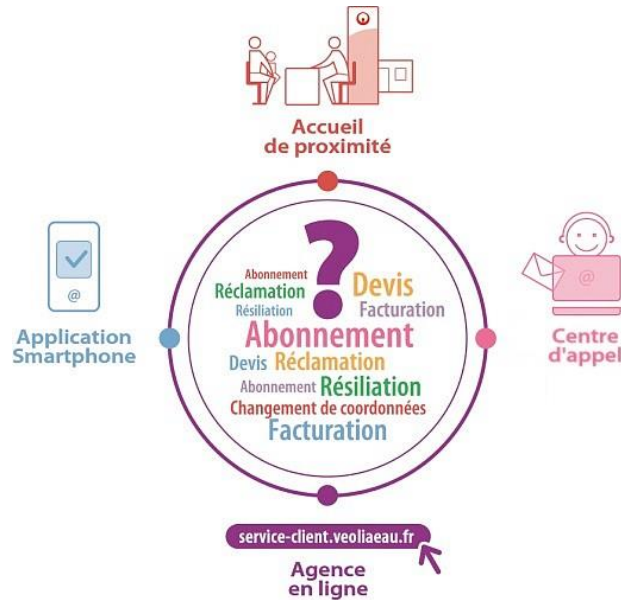 Accueil
de proximité
?
Abonnement
Réclamation
Devis
Résiliation
Facturation
Abonnement
Devis Réclamation
Abonnement Résiliation
Changement de coordonnées
Facturation
@
Application
Smartphone
@
Centre
d'appel
service-client.veoliaeau.fr
Agence
en ligne